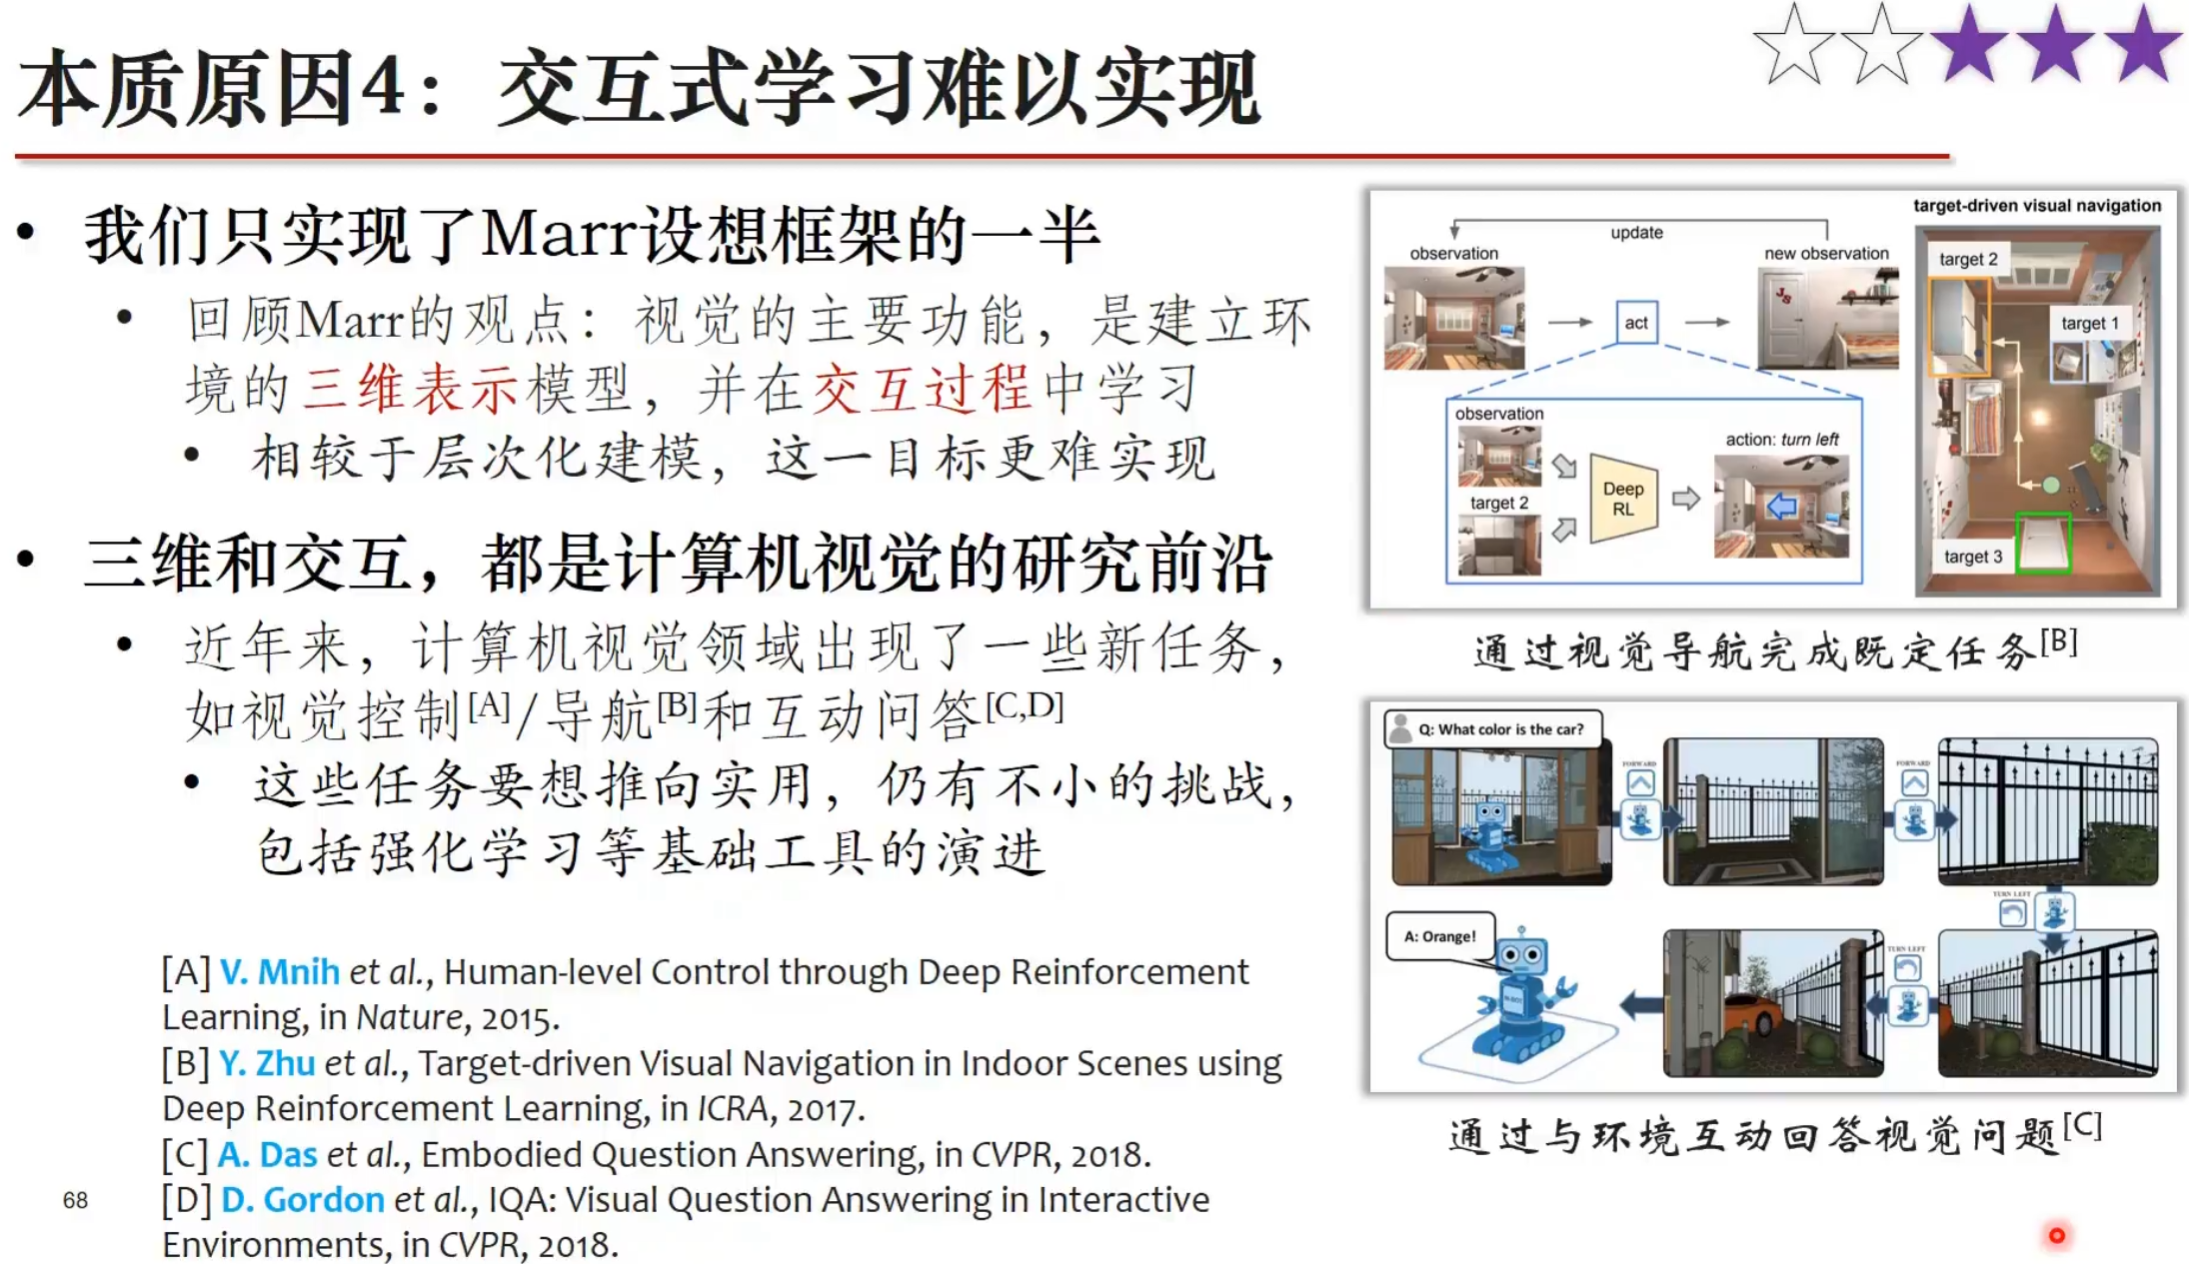 本质原因4：交互式学习难以实现
• 我们只实现了Marr设想框架的一半
• 回顾Marr的观点：视觉的主要功能，是建立环
境的三维表示模型，并在交互过程中学习
• 相较于层次化建模，这一目标更难实现
• 三维和交互，都是计算机视觉的研究前沿
• 近年来，计算机视觉领域出现了一些新任务，
如视觉控制[A]/导航[B]和互动问答[C,D]
• 这些任务要想推向实用，仍有不小的挑战，
包括强化学习等基础工具的演进
[A] V. Mnih et al., Human-level Control through Deep Reinforcement
Learning, in Nature, 2015.
[B] Y. Zhu et al., Target-driven Visual Navigation in Indoor Scenes using
Deep Reinforcement Learning, in ICRA, 2017.
[C] A. Das et al., Embodied Question Answering, in CVPR, 2018.
[D] D. Gordon et al., IQA: Visual Question Answering in Interactive
Environments, in CVPR, 2018.
68
target-driven visual navigation
update
observation
new observation
act
observation
target 2
Deep
RL
action: turn left
target 2
target 1
target 3
通过视觉导航完成既定任务[B]
Q: What color is the car?
FORWARD
FORWARD
TURN LEFT
TURN LEFT
A: Orange!
通过与环境互动回答视觉问题[C]